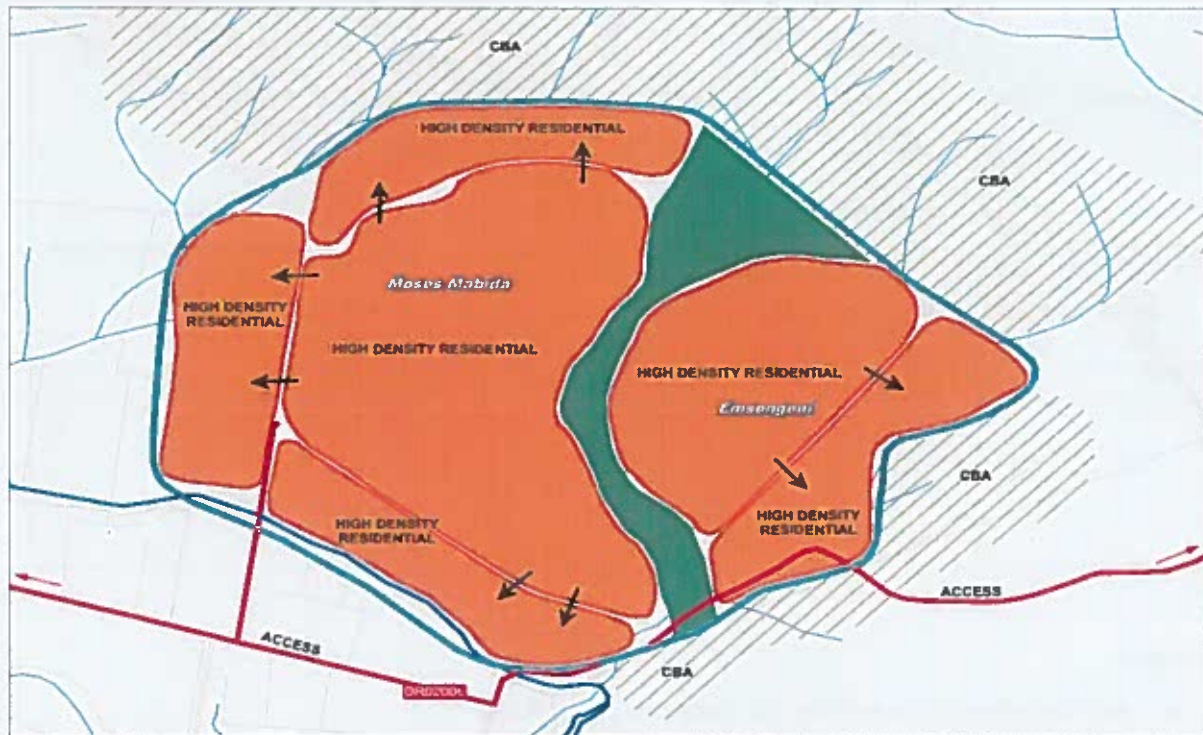 CBA
HIGH DENSITY RESIDENTIAL
CBA
Moses Mabida
HIGH DENSITY
RESIDENTIAL
HIGH DENSITY RESIDENTIAL
HIGH DENSITY RESIDENTIAL
Emsengeni
CBA
HIGH DENSITY
RESIDENTIAL
HIGH DENSITY
RESIDENTIAL
ACCESS
ACCESS
CBA